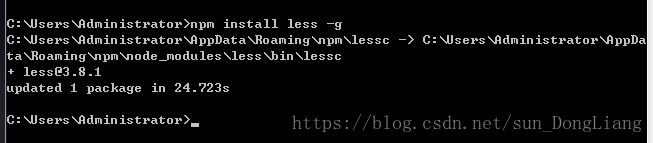 C:\Users\Administrator>npm install less -g
C:\Users\Administrator\AppData\Roaming\npm\lessc -> C:\Users\Administrator\AppDa
ta\Roaming\npm\node_modules\less\bin\lessc
+ less@3.8.1
updated 1 package in 24.723s
C:\Users\Administrator>_
https://blog.csdn.net/sun_DongLiang